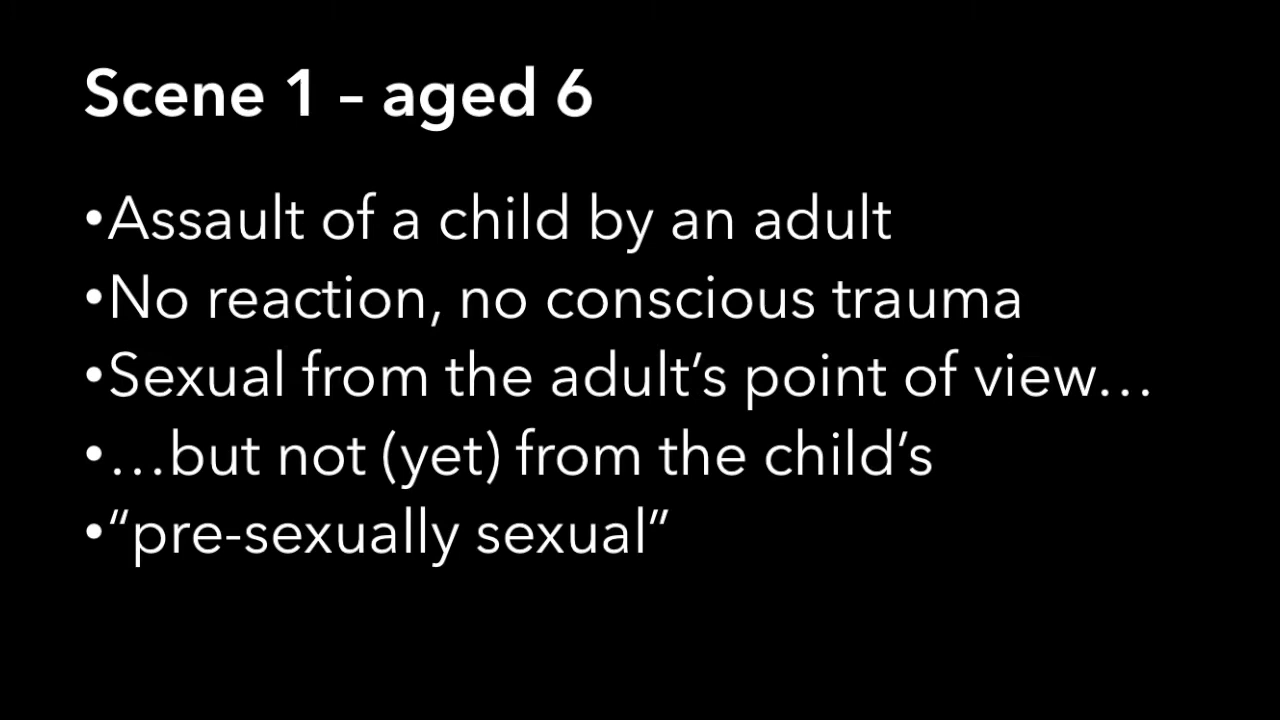 Scene 1 – aged 6
•Assault of a child by an adult
•No reaction, no conscious trauma
•Sexual from the adult’s point of view…
•…but not (yet) from the child’s
•“pre-sexually sexual”